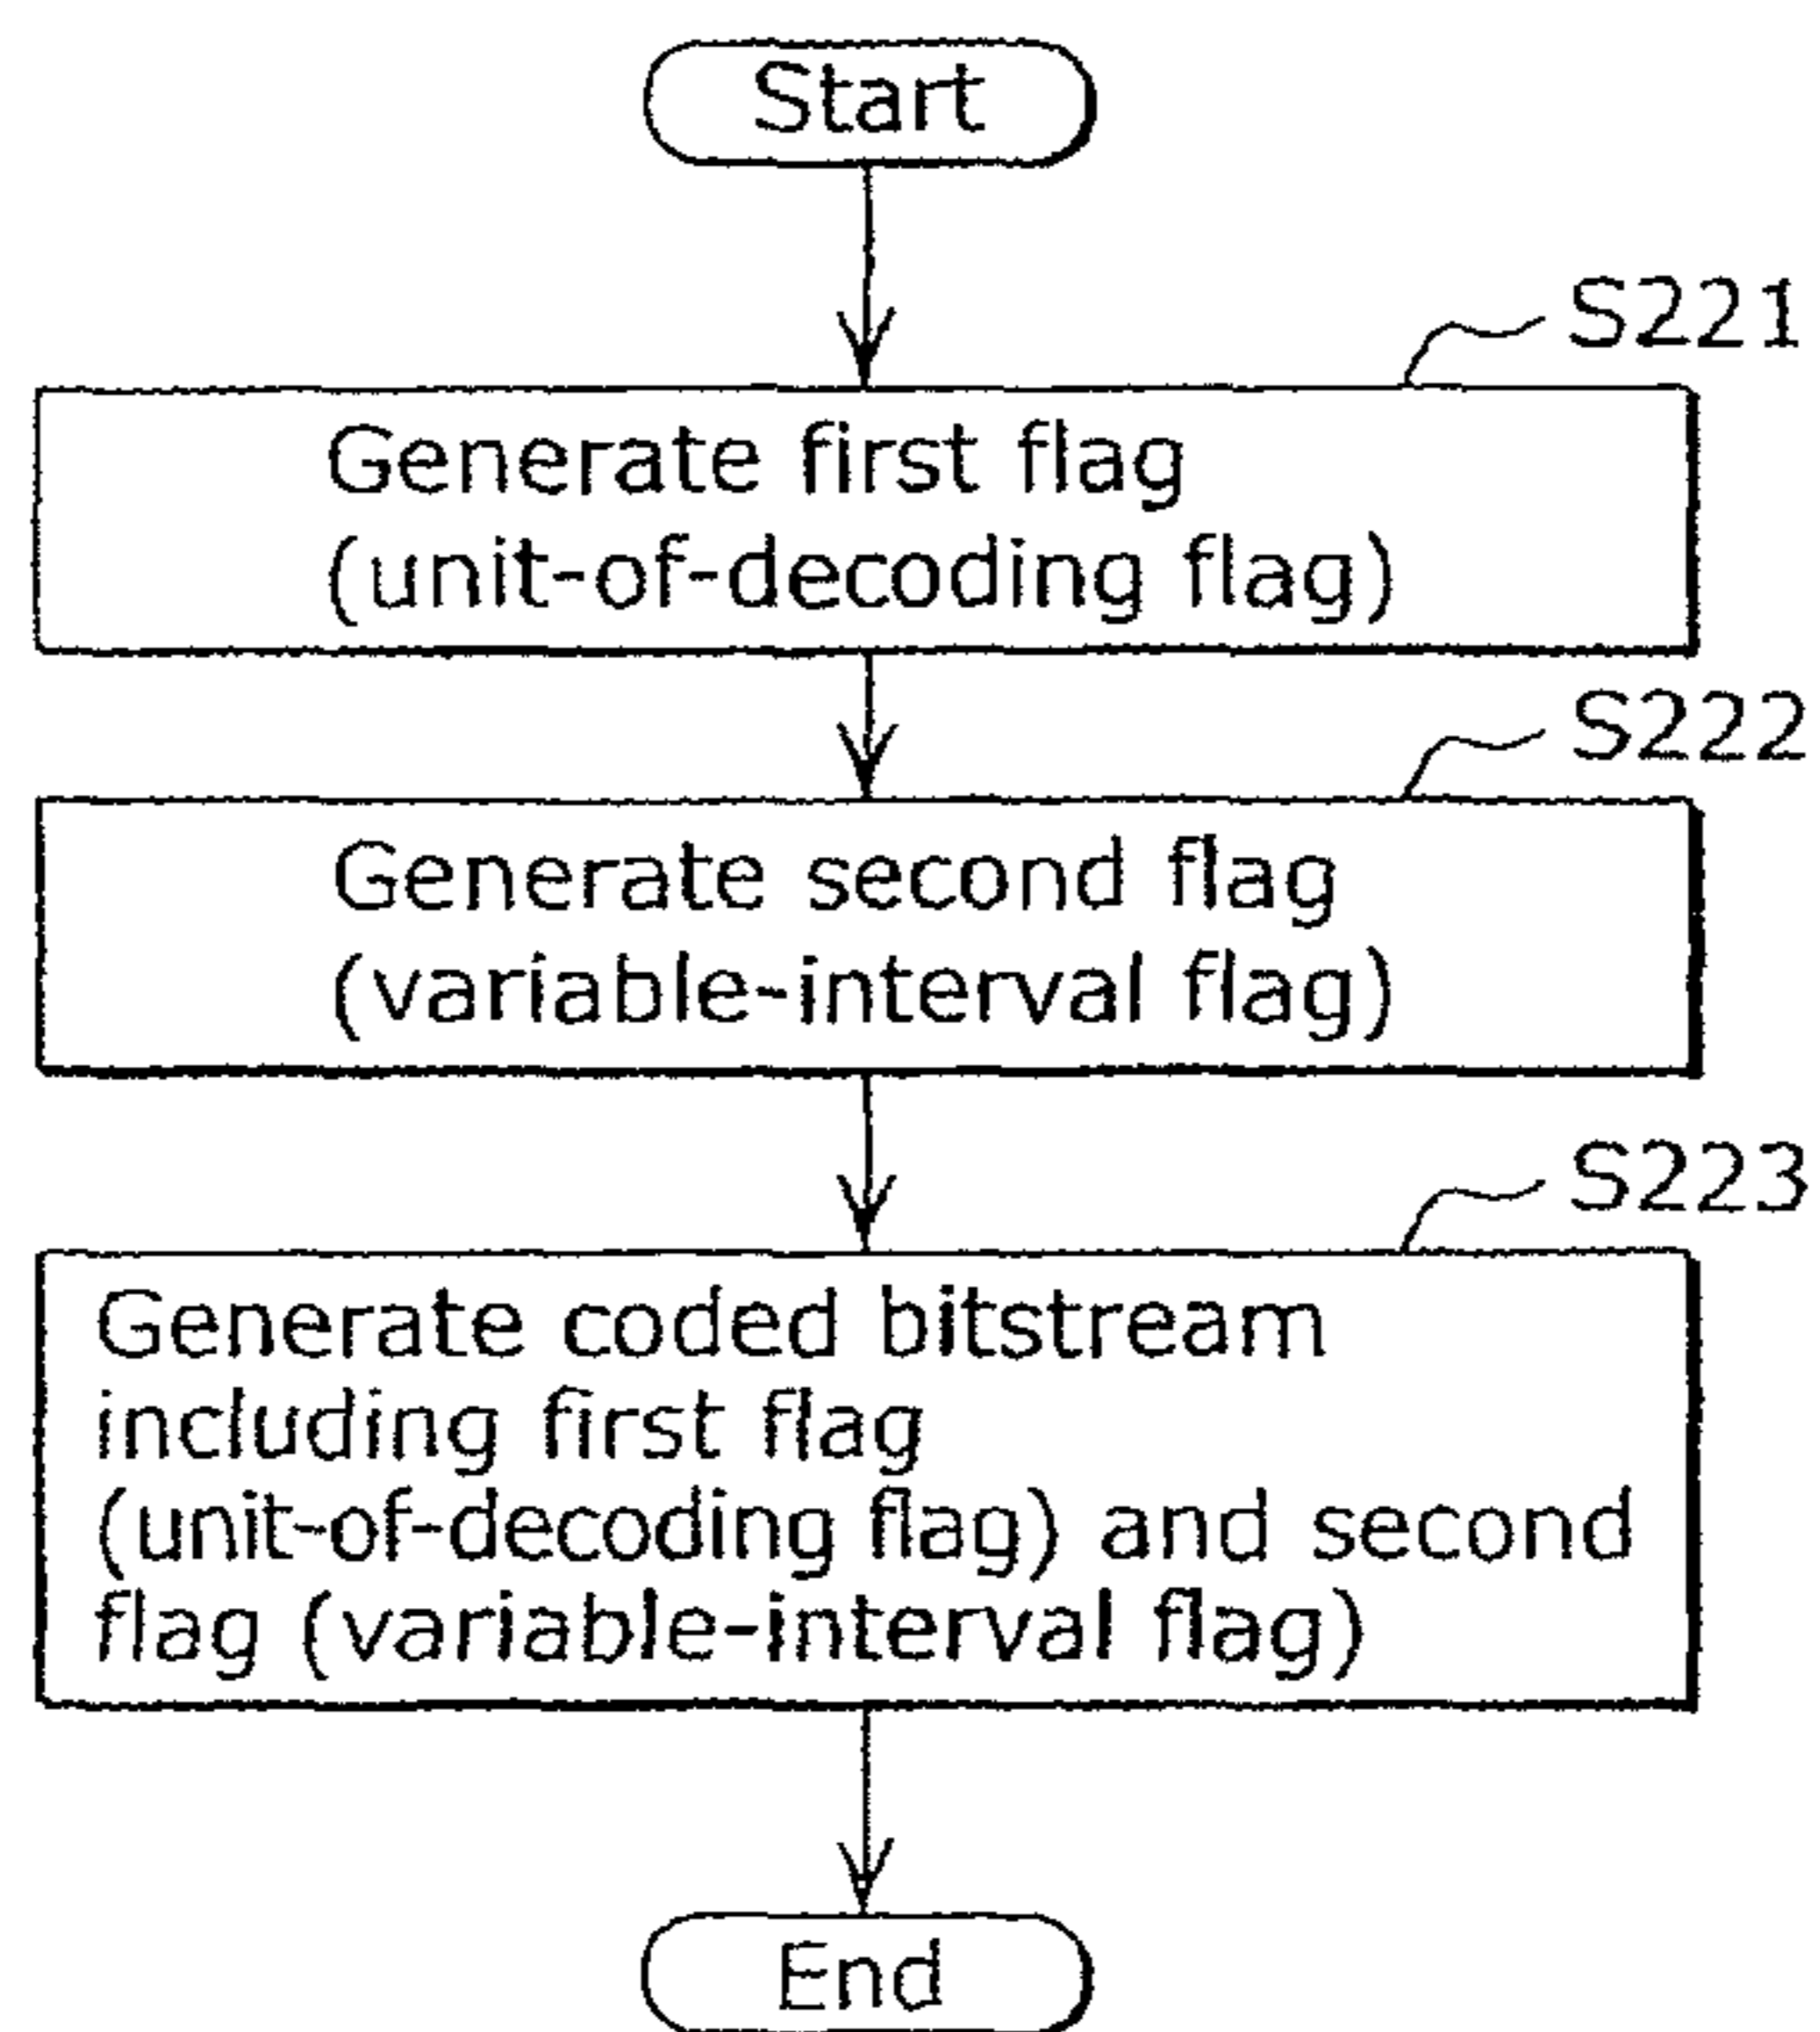 Start
S221
Generate first flag
(unit-of-decoding flag)
S222
Generate second flag
(variable-interval flag)
S223
Generate coded bitstream
including first flag
(unit-of-decoding flag) and second
flag (variable-interval flag)
End